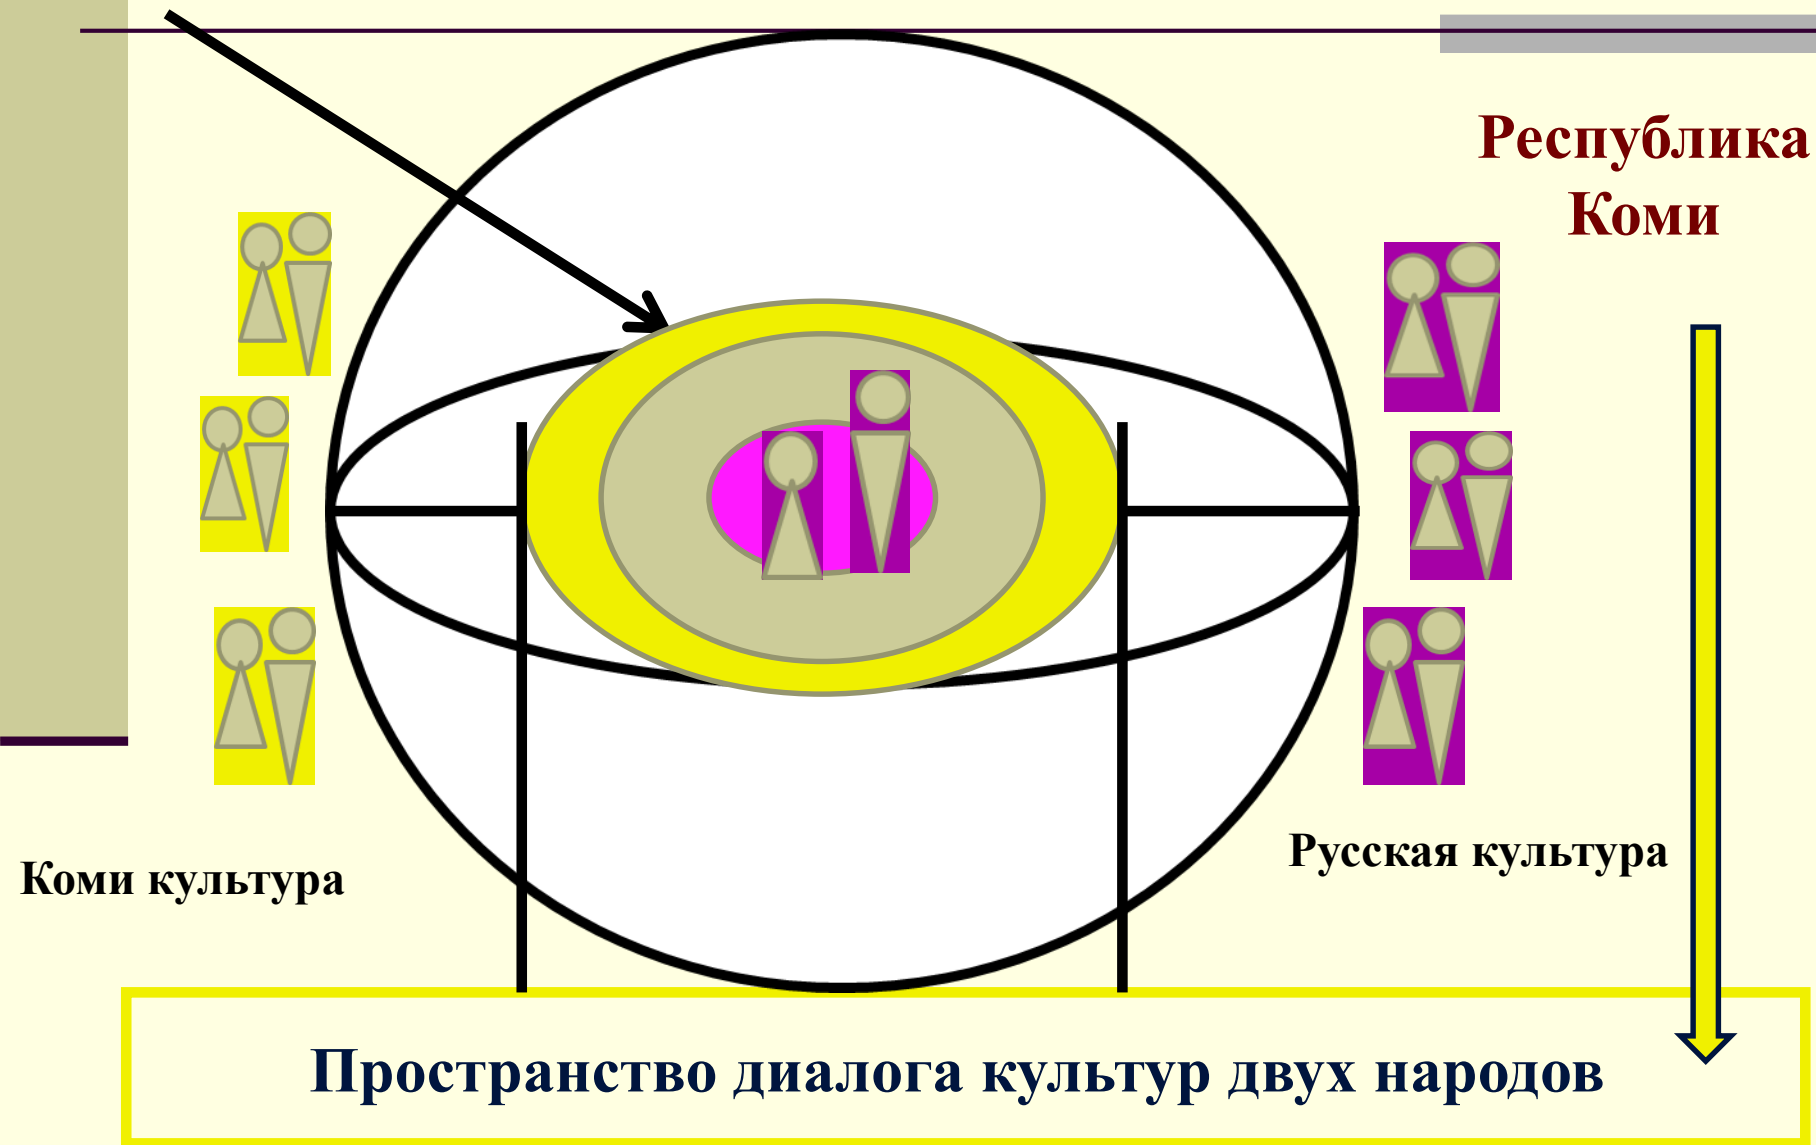 Республика
Коми
Русская культура
Коми культура
Пространство диалога культур двух народов